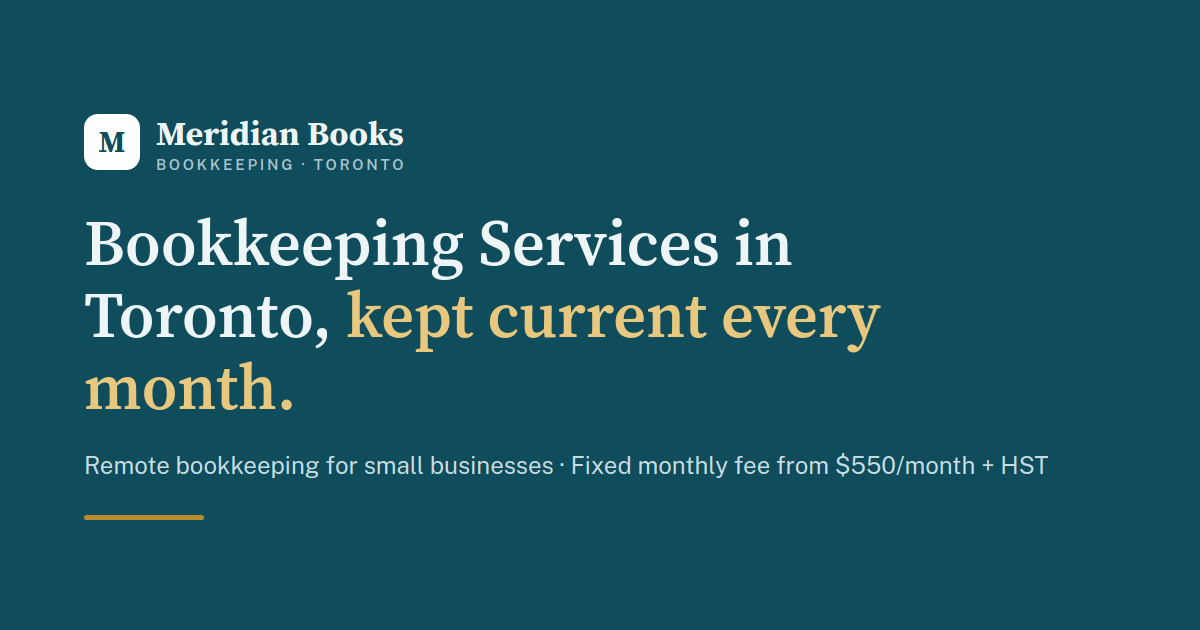 M
Meridian Books
BOOKKEEPING · TORONTO
Bookkeeping Services in
Toronto, kept current every
month.
Remote bookkeeping for small businesses · Fixed monthly fee from $550/month + HST